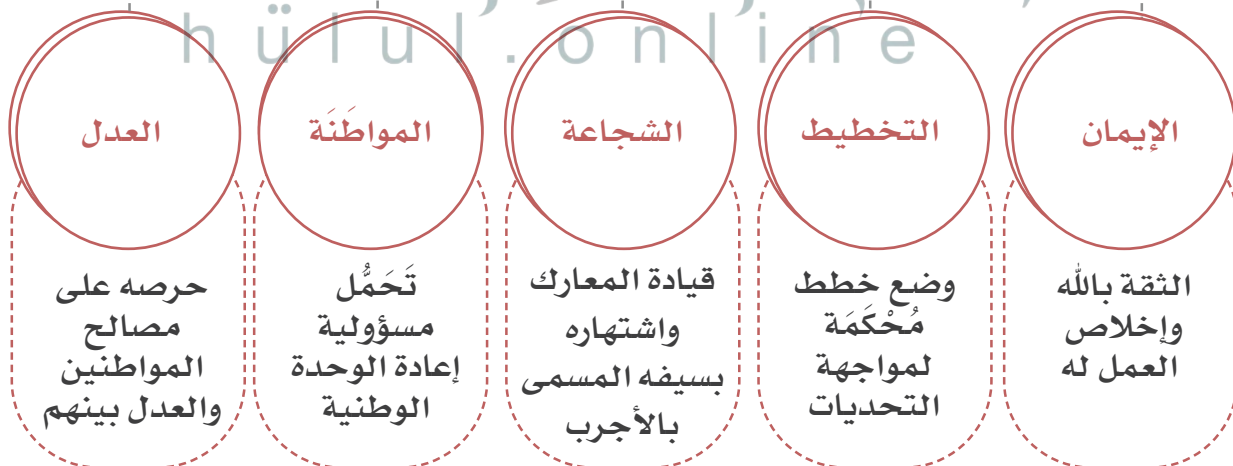 hülul.online
الإيمان
الثقة بالله
وإخلاص
العمل له
التخطيط
وضع خطط
مُحْكَمَة
لمواجهة
التحديات
الشجاعة
قيادة المعارك
واشتهاره
بسيفه المسمى
بالأجرب
المواطَنَة
تَحَمُّل
مسؤولية
إعادة الوحدة
الوطنية
العدل
حرصه على
مصالح
المواطنين
والعدل بينهم